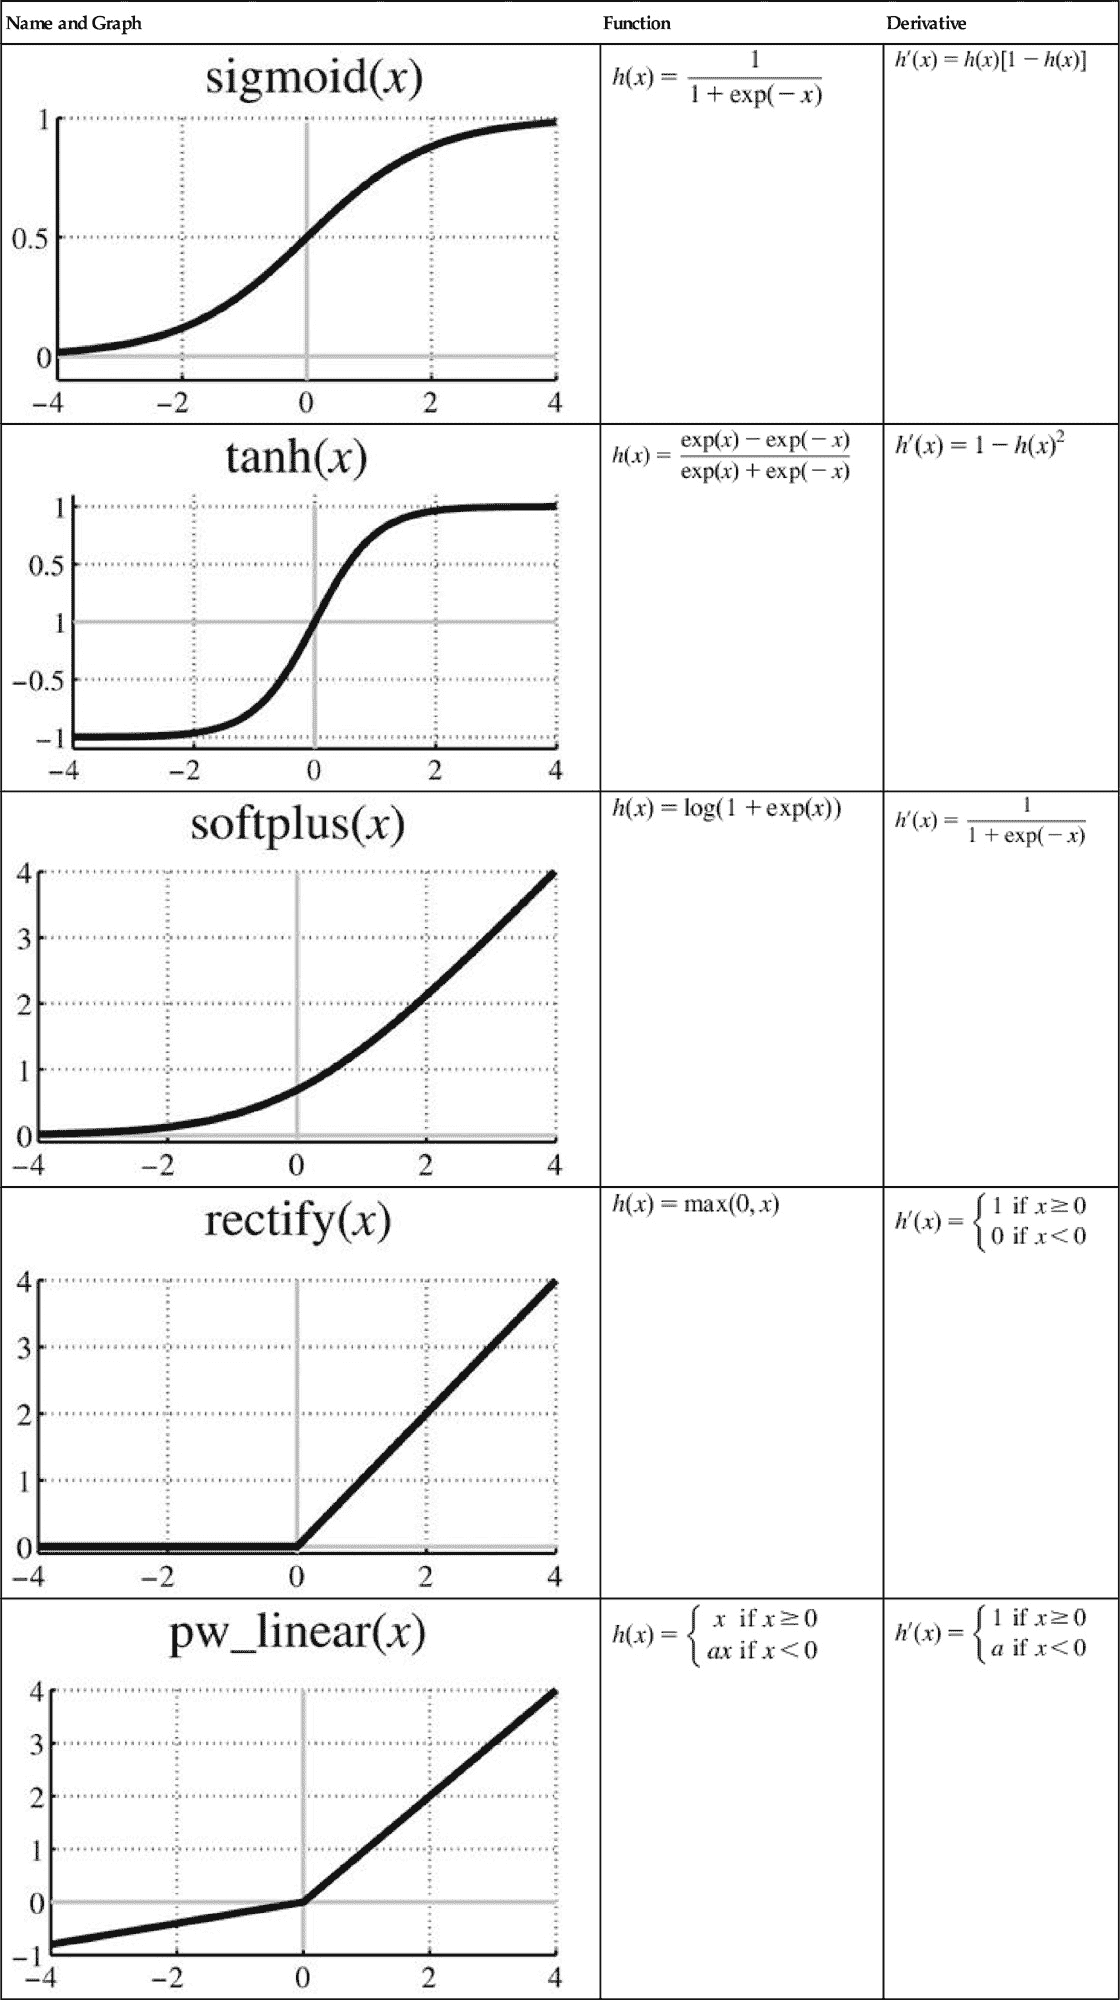 Name and Graph Function Derivative
sigmoid(x)
h(x) = 1 / (1 + exp(− x))
h′(x) = h(x)[1 − h(x)]
1
0.5
0
−4 −2 0 2 4
tanh(x)
h(x) = (exp(x) − exp(− x)) / (exp(x) + exp(− x))
h′(x) = 1 − h(x)²
1
0.5
1
−0.5
−1
−4 −2 0 2 4
softplus(x)
h(x) = log(1 + exp(x))
h′(x) = 1 / (1 + exp(− x))
4
3
2
1
0
−4 −2 0 2 4
rectify(x)
h(x) = max(0, x)
h′(x) = { 1 if x ≥ 0
0 if x < 0
4
3
2
1
0
−4 −2 0 2 4
pw_linear(x)
h(x) = { x if x ≥ 0
ax if x < 0
h′(x) = { 1 if x ≥ 0
a if x < 0
4
3
2
1
0
−1
−4 −2 0 2 4